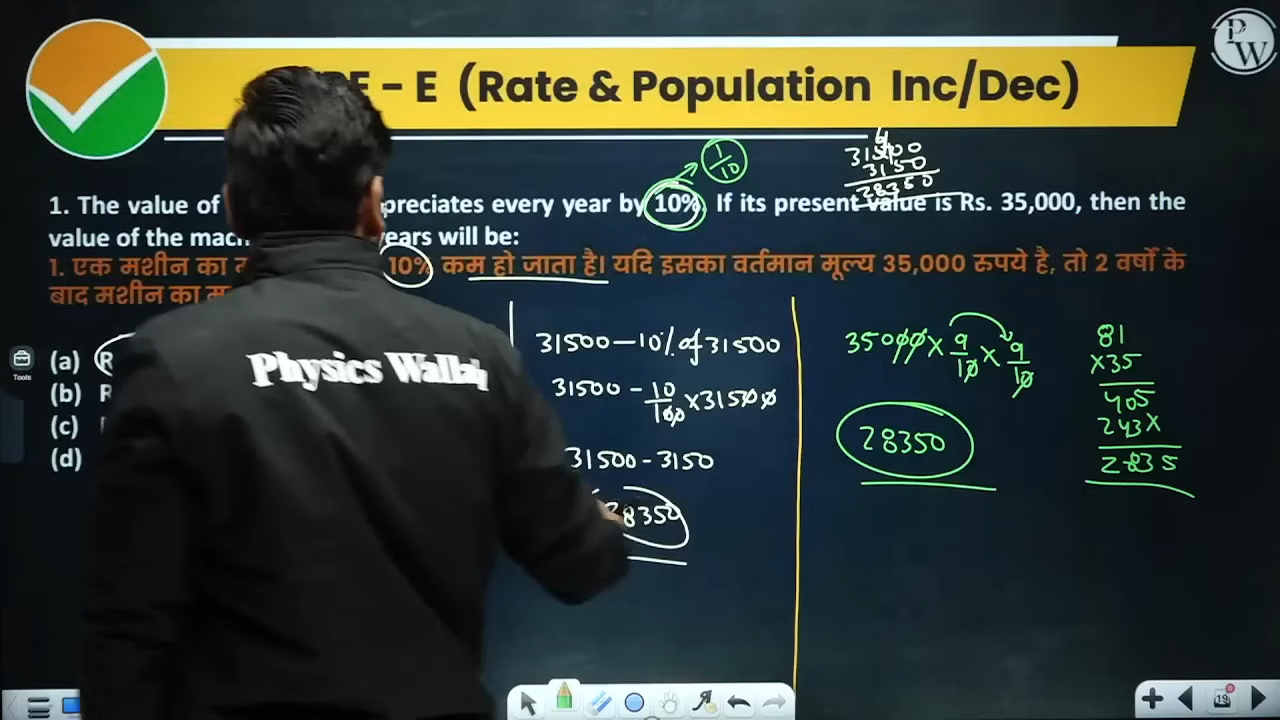 PW
E – E (Rate & Population Inc/Dec)
1/10
31500
3150
28350
1. The value of preciates every year by 10%. If its present value is Rs. 35,000, then the
value of the mach ears will be:
1. एक मशीन का 10% कम हो जाता है। यदि इसका वर्तमान मूल्य 35,000 रुपये है, तो 2 वर्षो के
बाद मशीन का
Tools
(a) R
(b) R
(c)
(d)
Physics Wallah
31500 — 10% of 31500
31500 - 10/100 × 31500
31500 - 3150
28350
35000 × 9/10 × 9/10
28350
81
×35
405
243×
2835
19